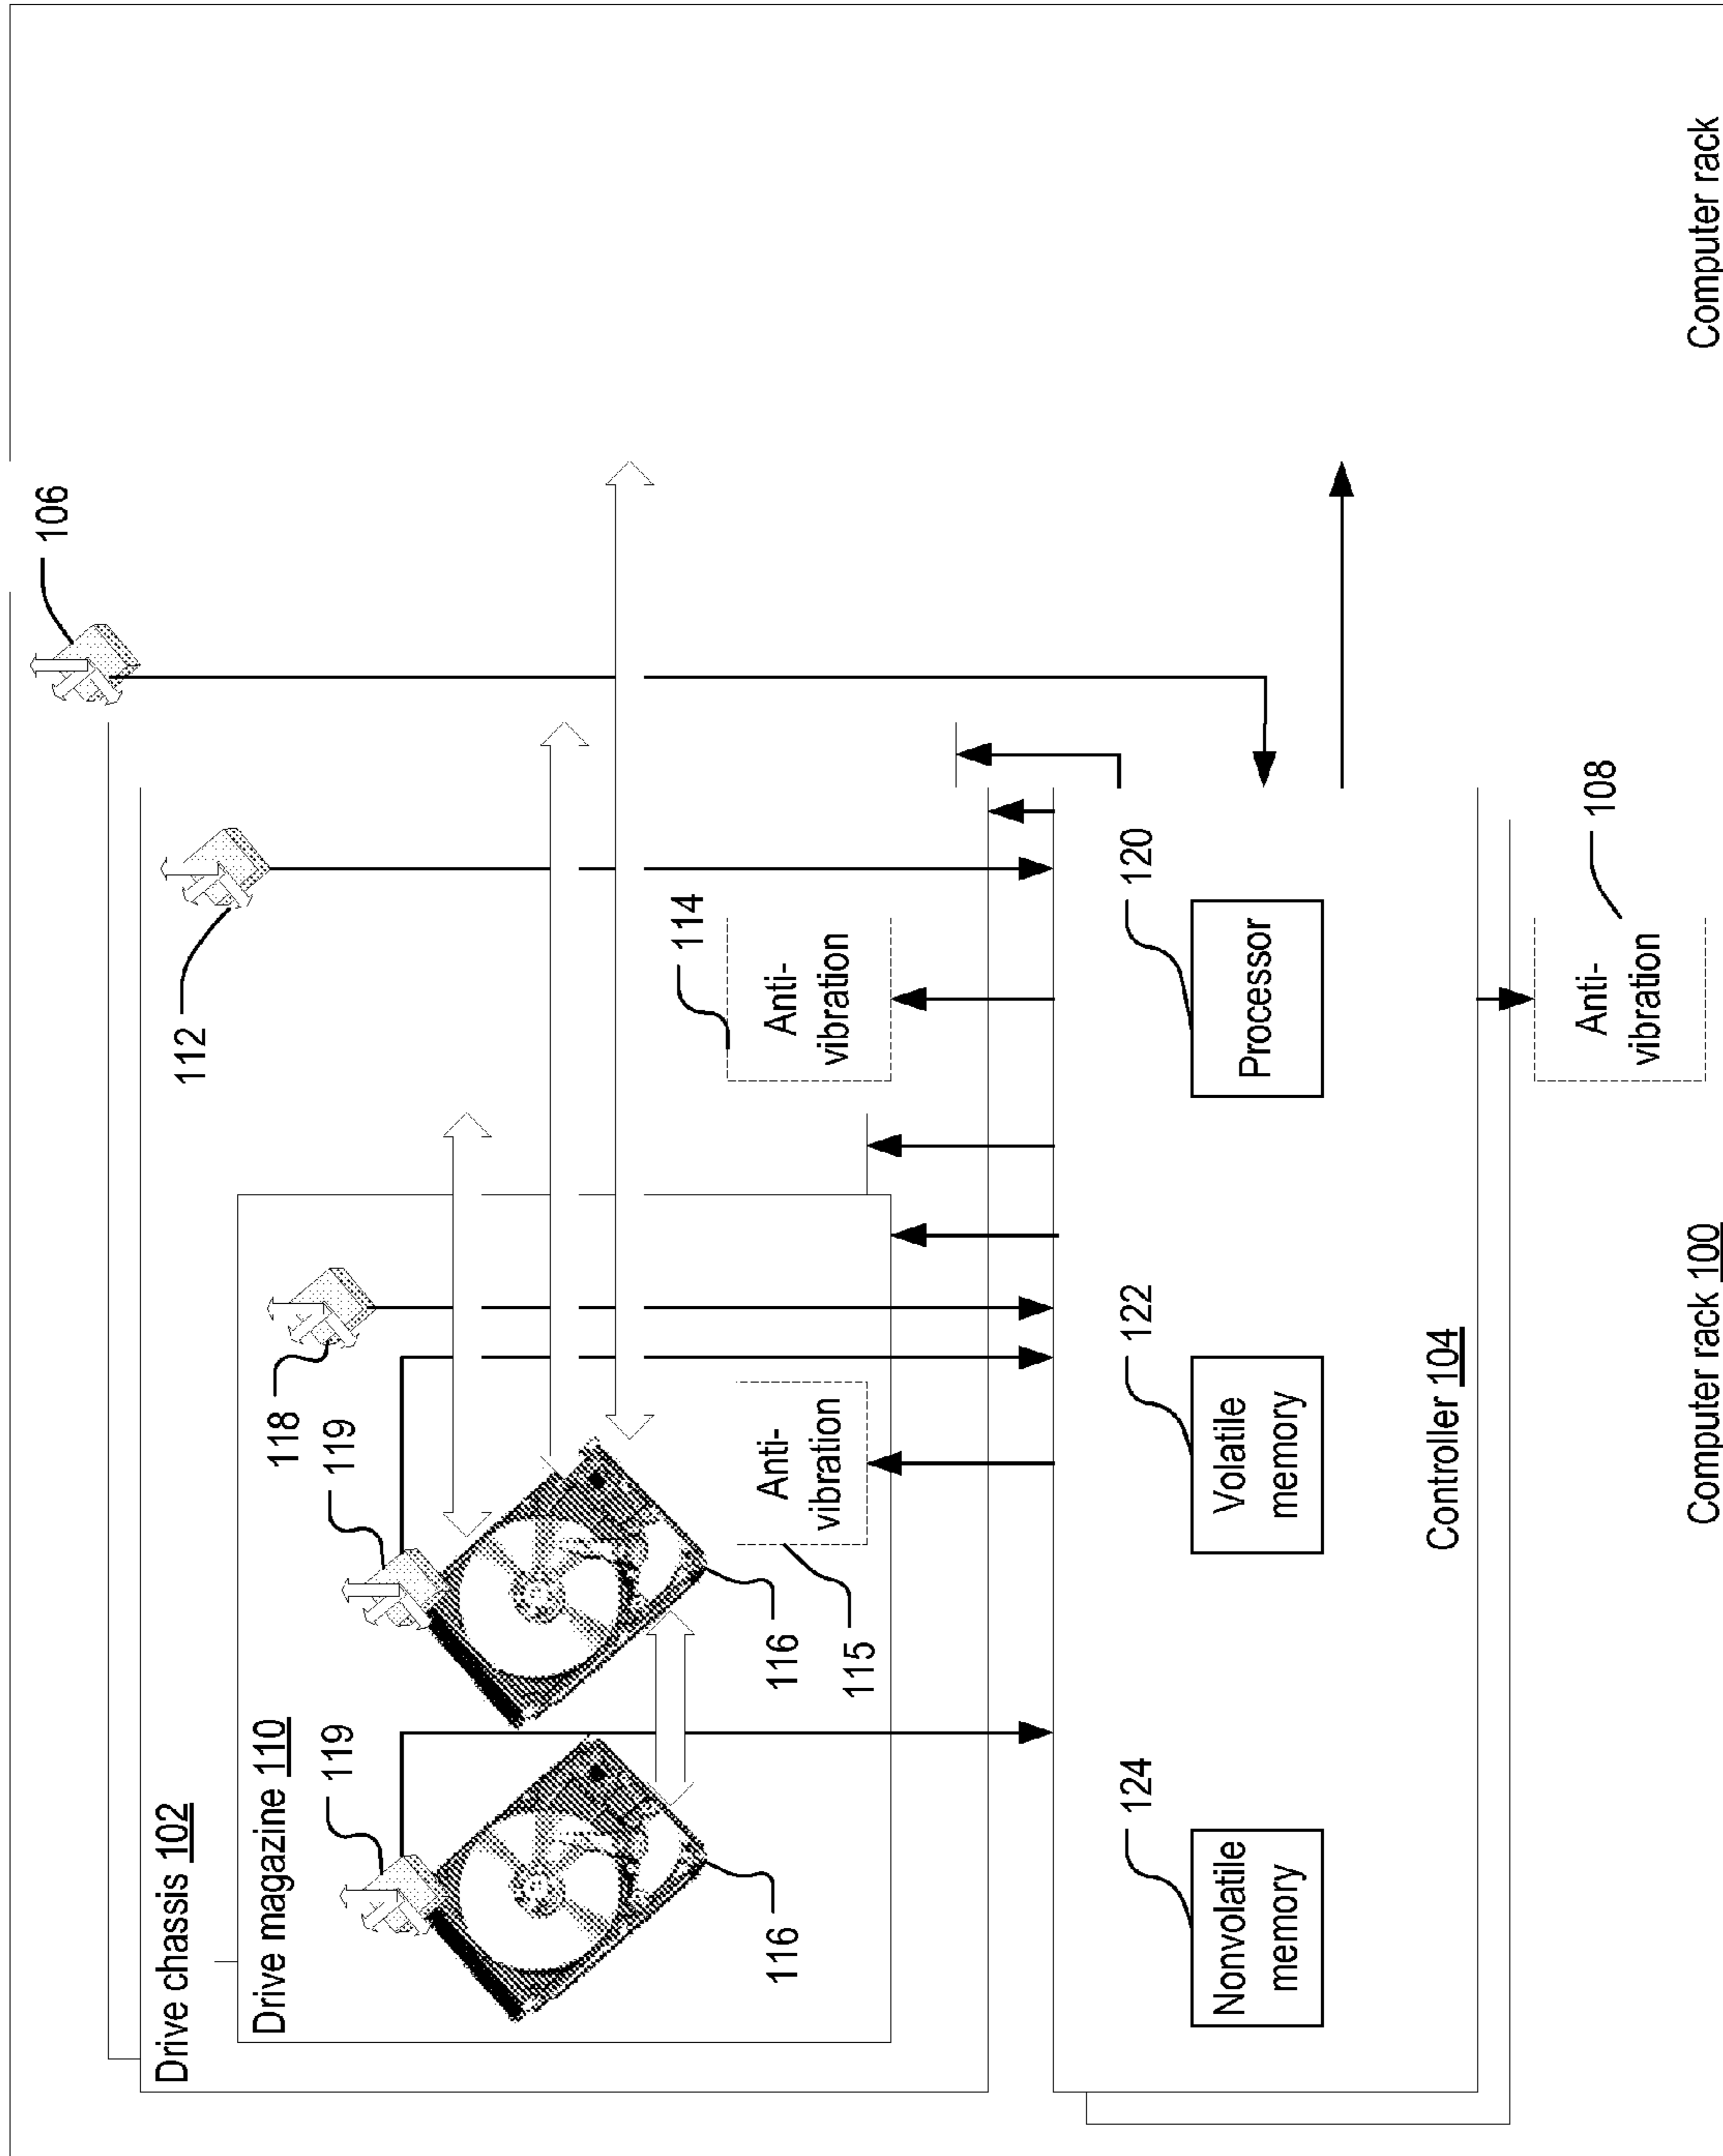 Drive chassis 102
Drive magazine 110
119
119
118
112
106
116
116
115
Anti-
vibration
114
Anti-
vibration
124
Nonvolatile
memory
122
Volatile
memory
120
Processor
Controller 104
108
Anti-
vibration
Computer rack 100
Computer rack